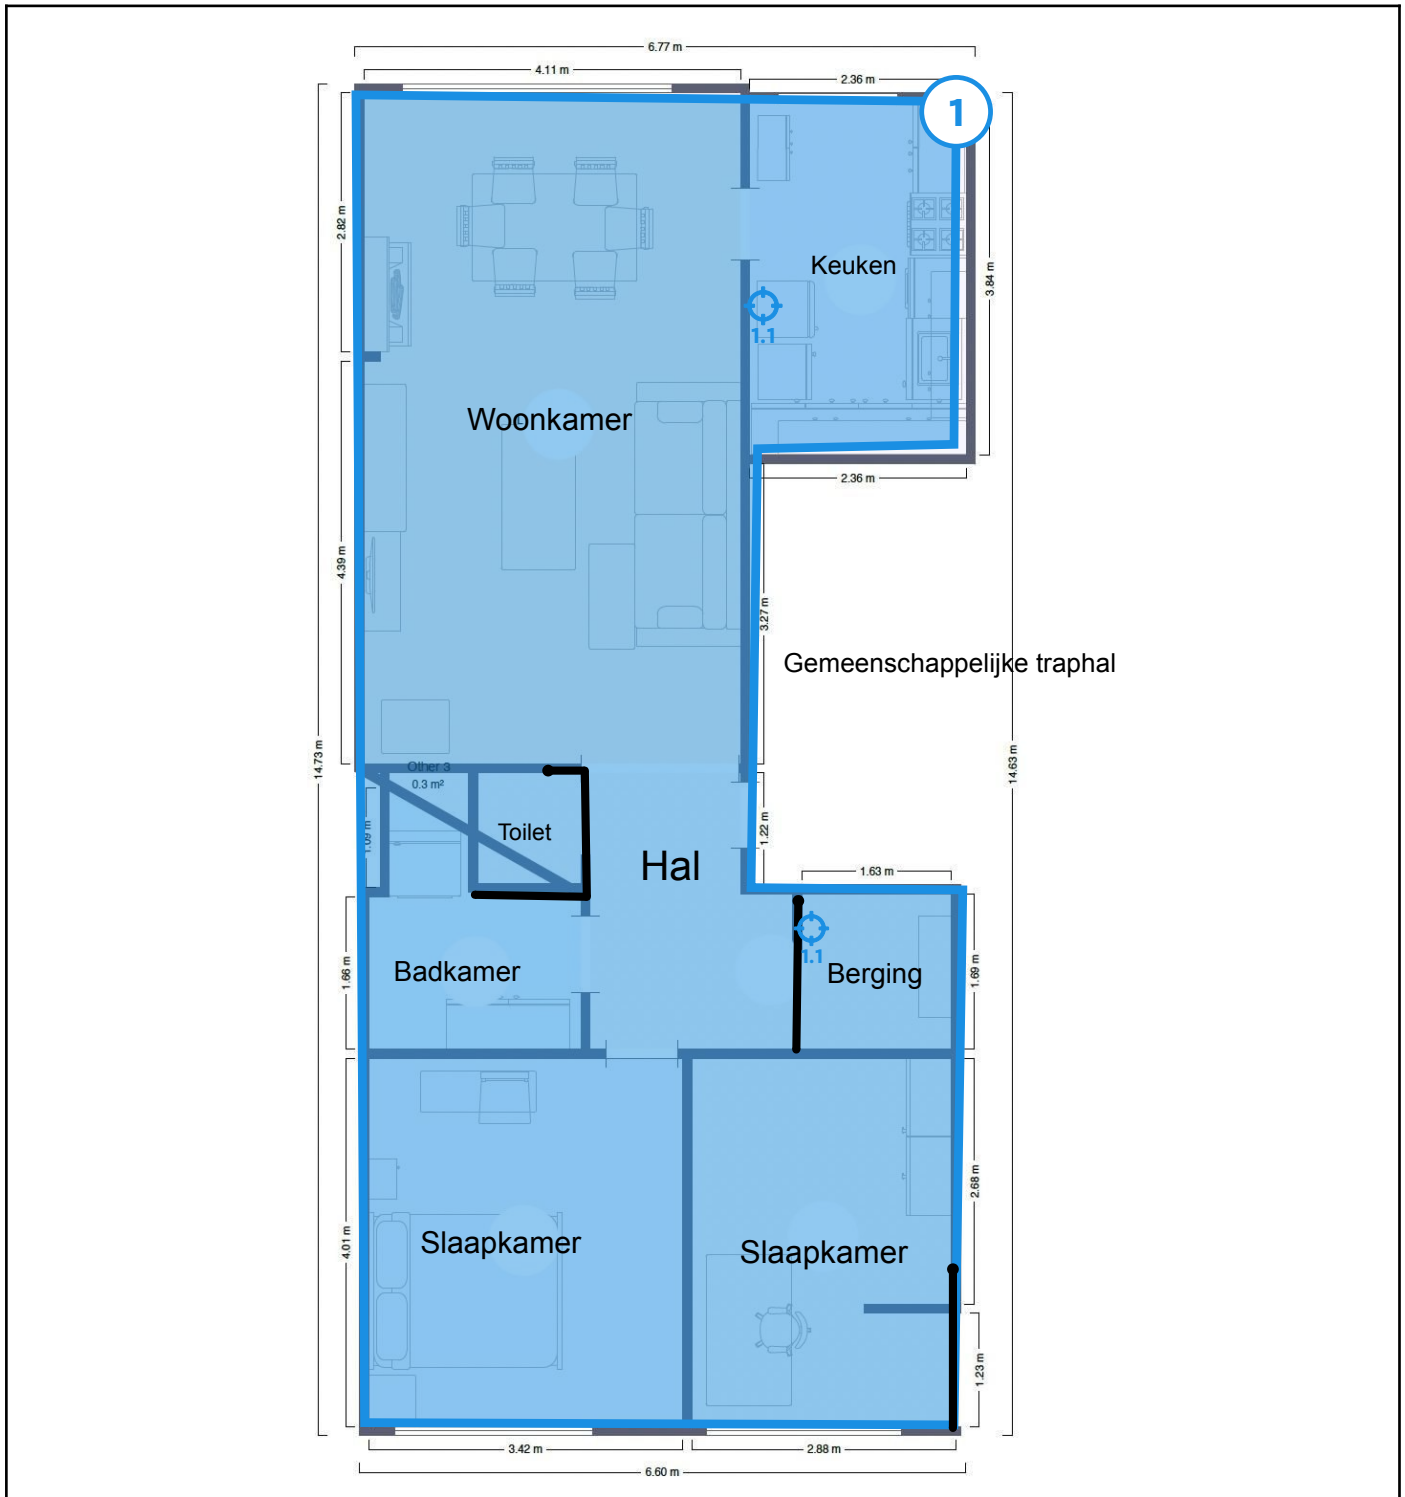 6.77 m
4.11 m
2.36 m
1
2.82 m
Keuken
3.84 m
1.1
Woonkamer
2.36 m
4.39 m
3.27 m
Gemeenschappelijke traphal
14.73 m
14.63 m
Other 3
0.3 m²
1.09 m
Toilet
1.22 m
Hal
1.63 m
1.66 m
Badkamer
1.1
Berging
1.69 m
2.68 m
4.01 m
Slaapkamer
Slaapkamer
1.23 m
3.42 m
2.88 m
6.60 m